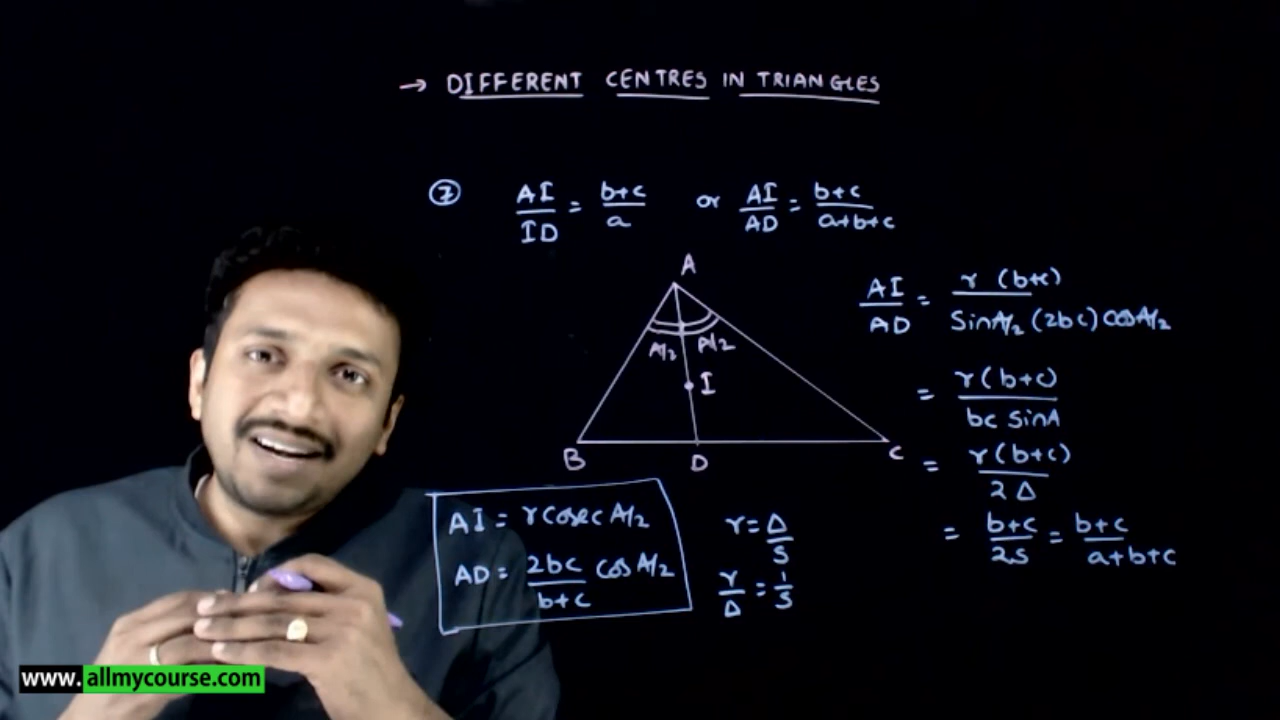 → DIFFERENT CENTRES IN TRIANGLES
⑦ AI/ID = b+c/a or AI/AD = b+c/a+b+c
A
A/2 A/2
I
B D C
AI = r cosec A/2
AD = 2bc/b+c cos A/2
r = Δ/s
r/Δ = 1/s
AI/AD = r (b+c)/Sin A/2 (2bc) cos A/2
= r(b+c)/bc sinA
= r(b+c)/2Δ
= b+c/2s = b+c/a+b+c
www.allmycourse.com